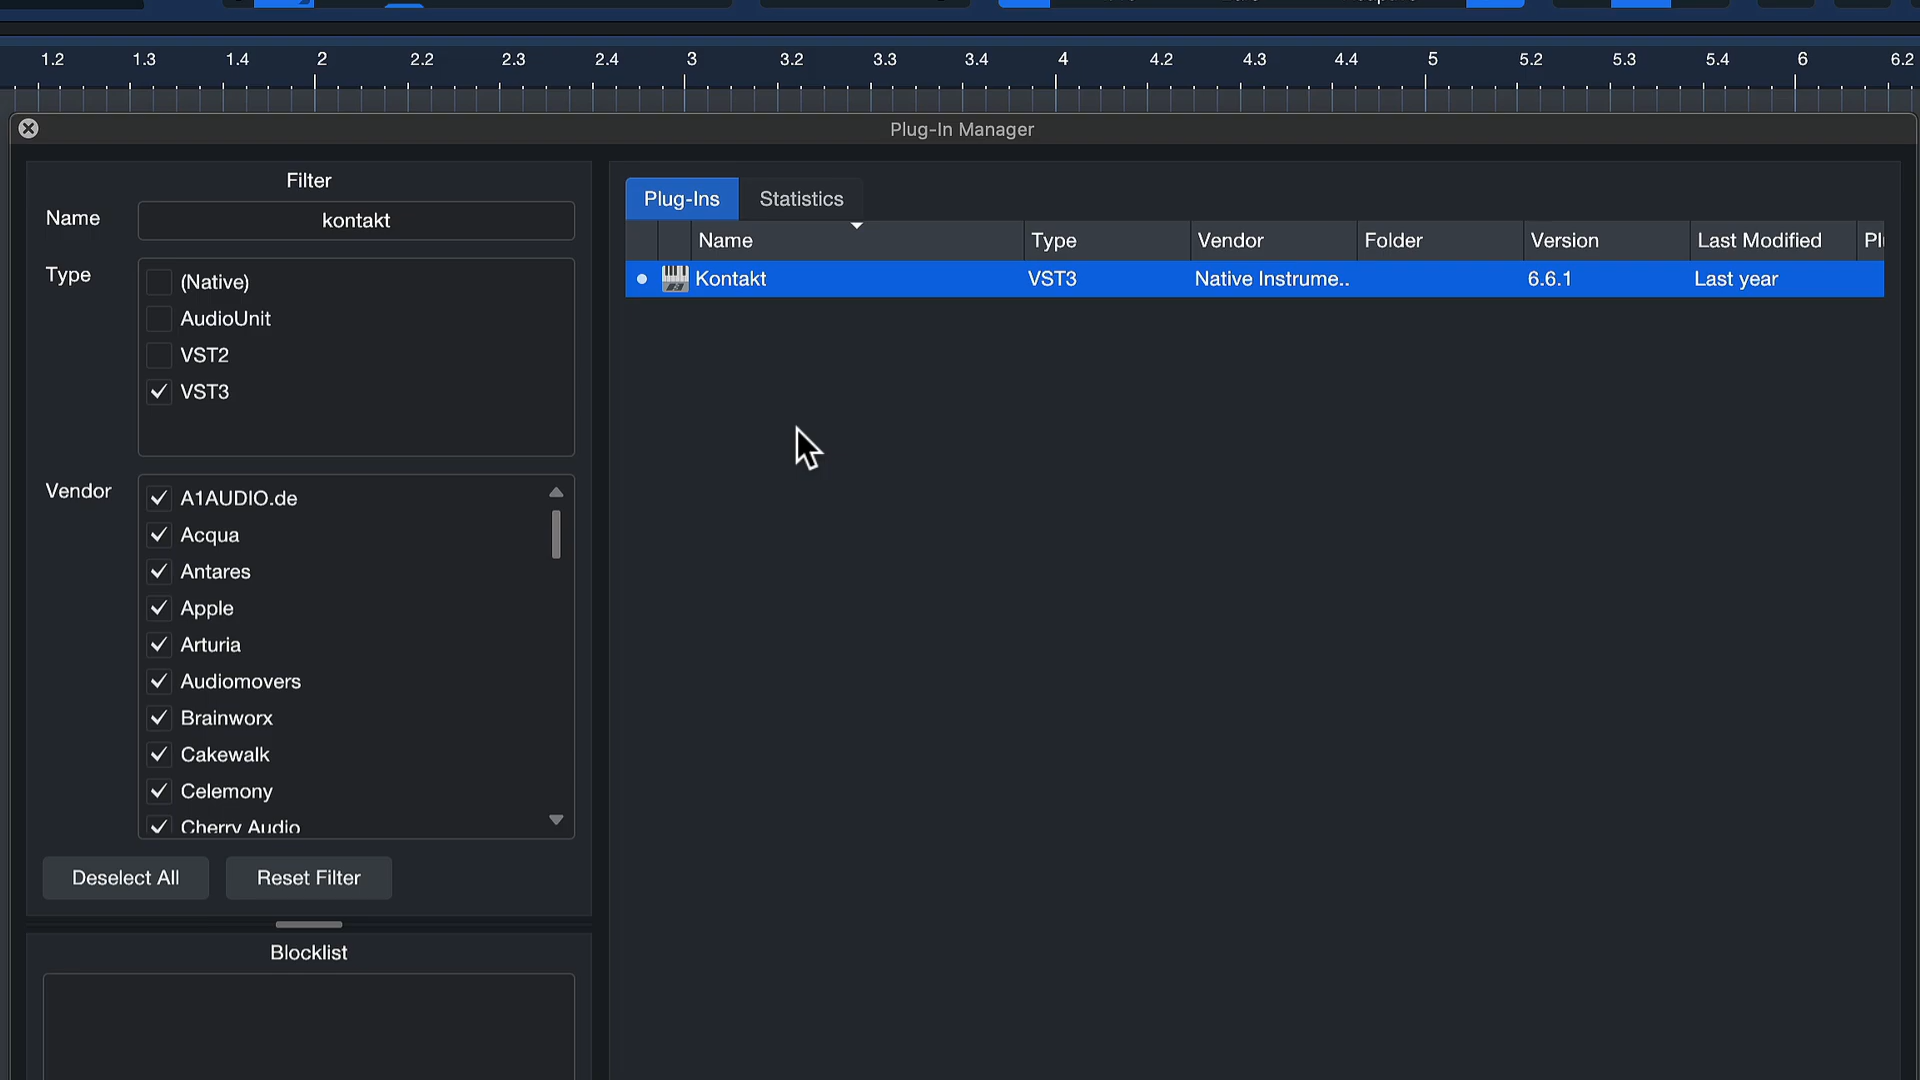 1.2 1.3 1.4 2 2.2 2.3 2.4 3 3.2 3.3 3.4 4 4.2 4.3 4.4 5 5.2 5.3 5.4 6 6.2
Plug-In Manager
Filter
Name kontakt
Type
(Native)
AudioUnit
VST2
VST3
Vendor
A1AUDIO.de
Acqua
Antares
Apple
Arturia
Audiomovers
Brainworx
Cakewalk
Celemony
Cherry Audio
Deselect All Reset Filter
Blocklist
Plug-Ins Statistics
Name Type Vendor Folder Version Last Modified
Kontakt VST3 Native Instrume.. 6.6.1 Last year